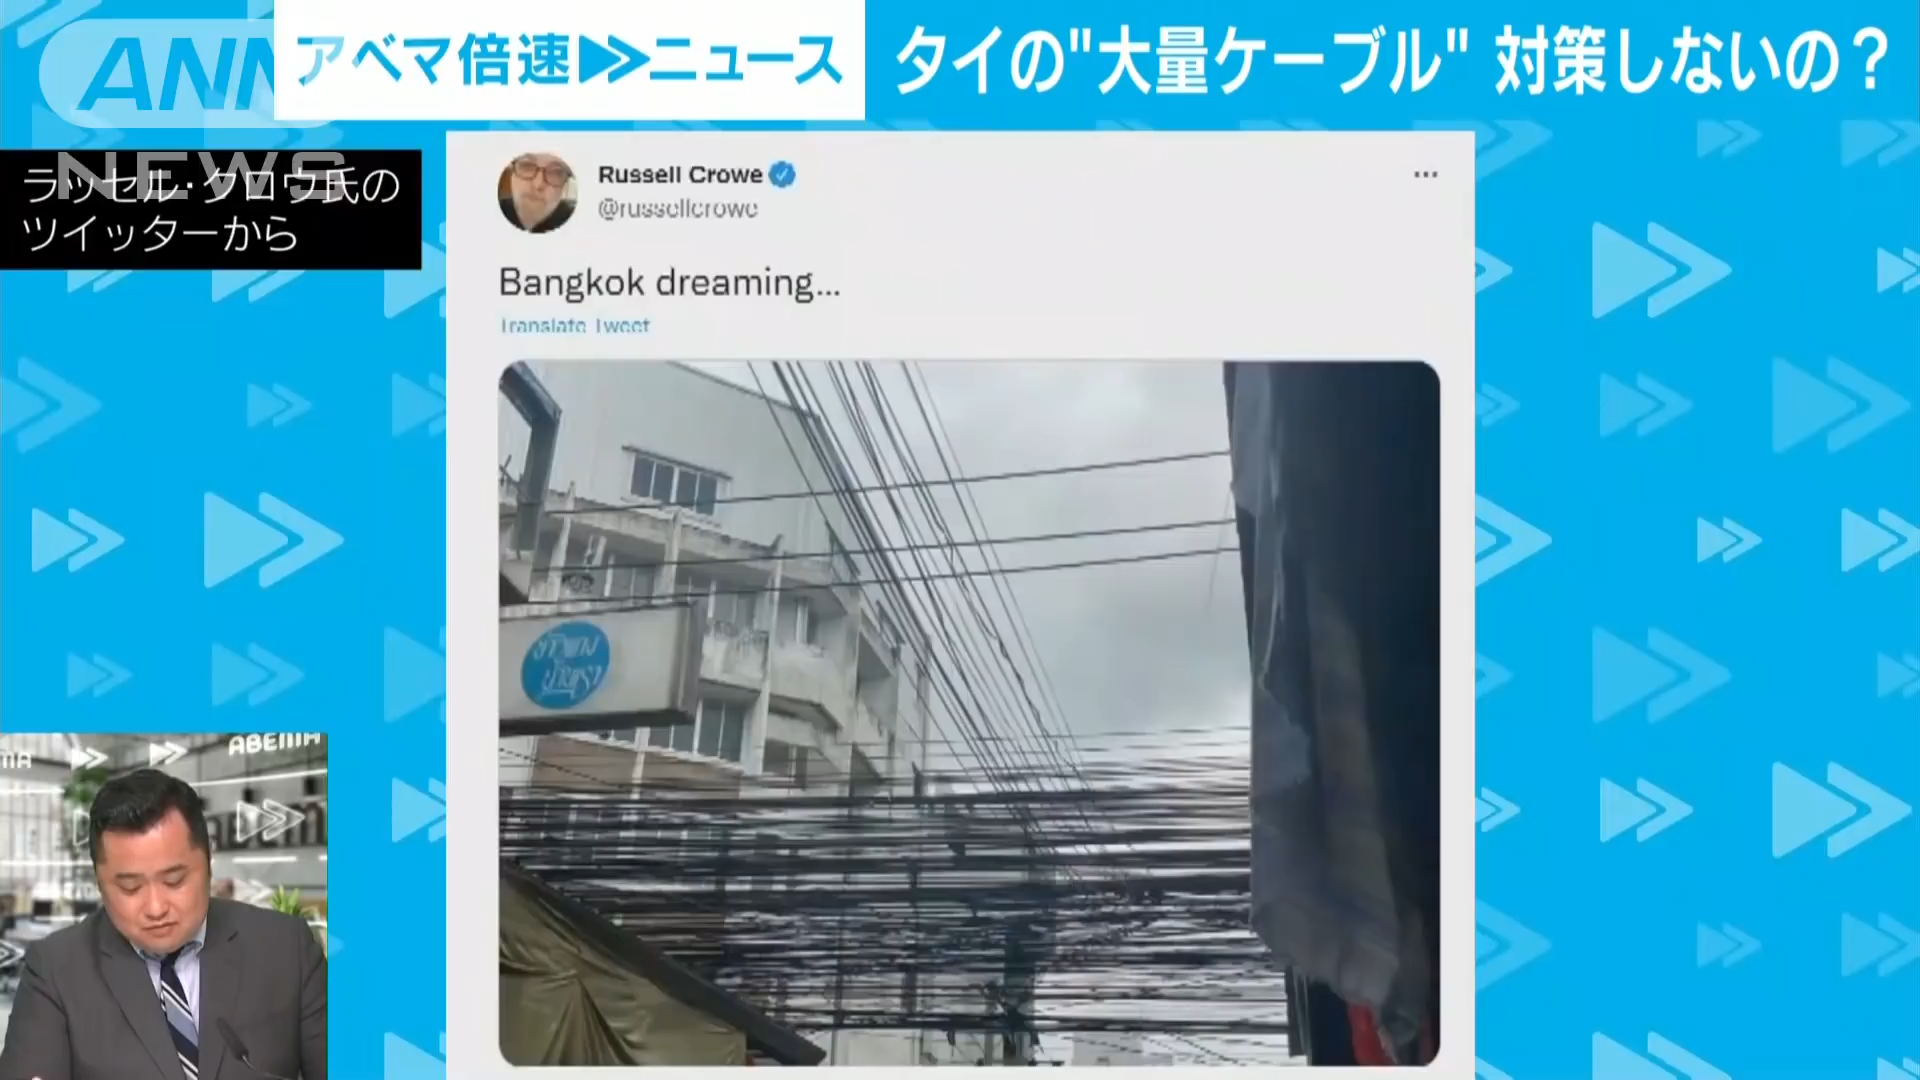 ANN
NEWS
アベマ倍速 ニュース
タイの"大量ケーブル" 対策しないの？
ラッセル・クロウ氏の
ツイッターから
Russell Crowe
@russellcrowe
Bangkok dreaming...
Translate Tweet
ABEMA